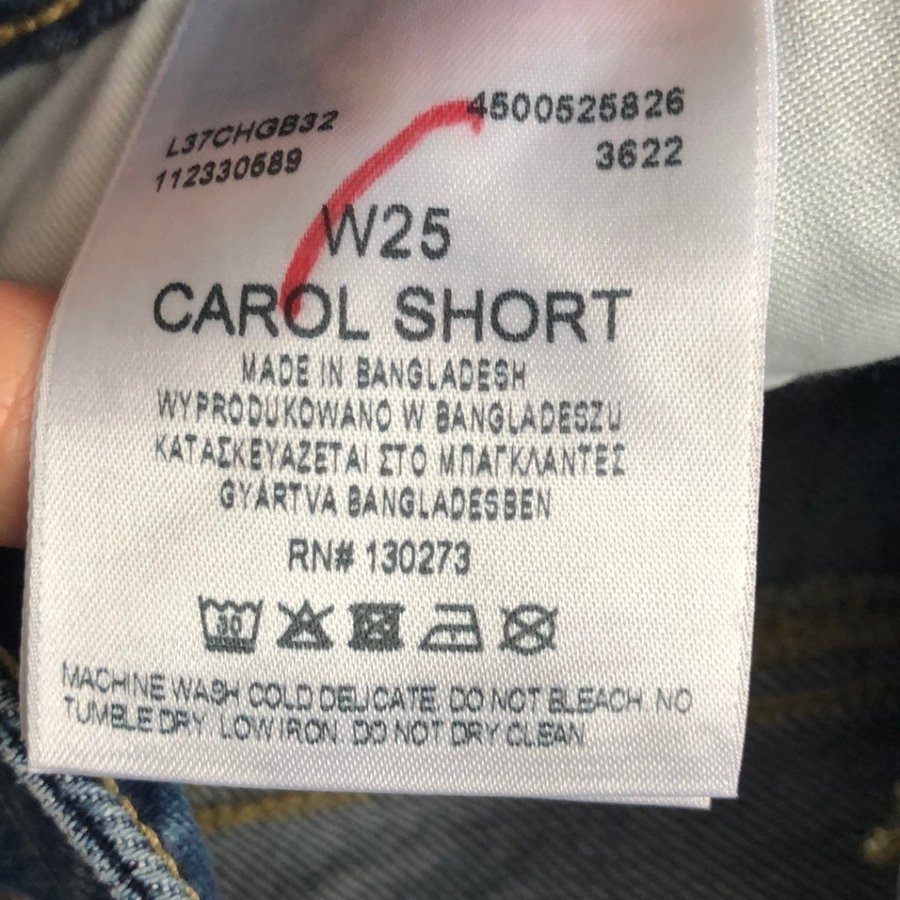 L37CHGB32
112330589
4500525826
3622
W25
CAROL SHORT
MADE IN BANGLADESH
WYPRODUKOWANO W BANGLADESZU
ΚΑΤΑΣΚΕΥΑΖΕΤΑΙ ΣΤΟ ΜΠΑΓΚΛΑΝΤΕΣ
GYÁRTVA BANGLADESBEN
RN# 130273
30
MACHINE WASH COLD DELICATE. DO NOT BLEACH. NO
TUMBLE DRY. LOW IRON. DO NOT DRY CLEAN.